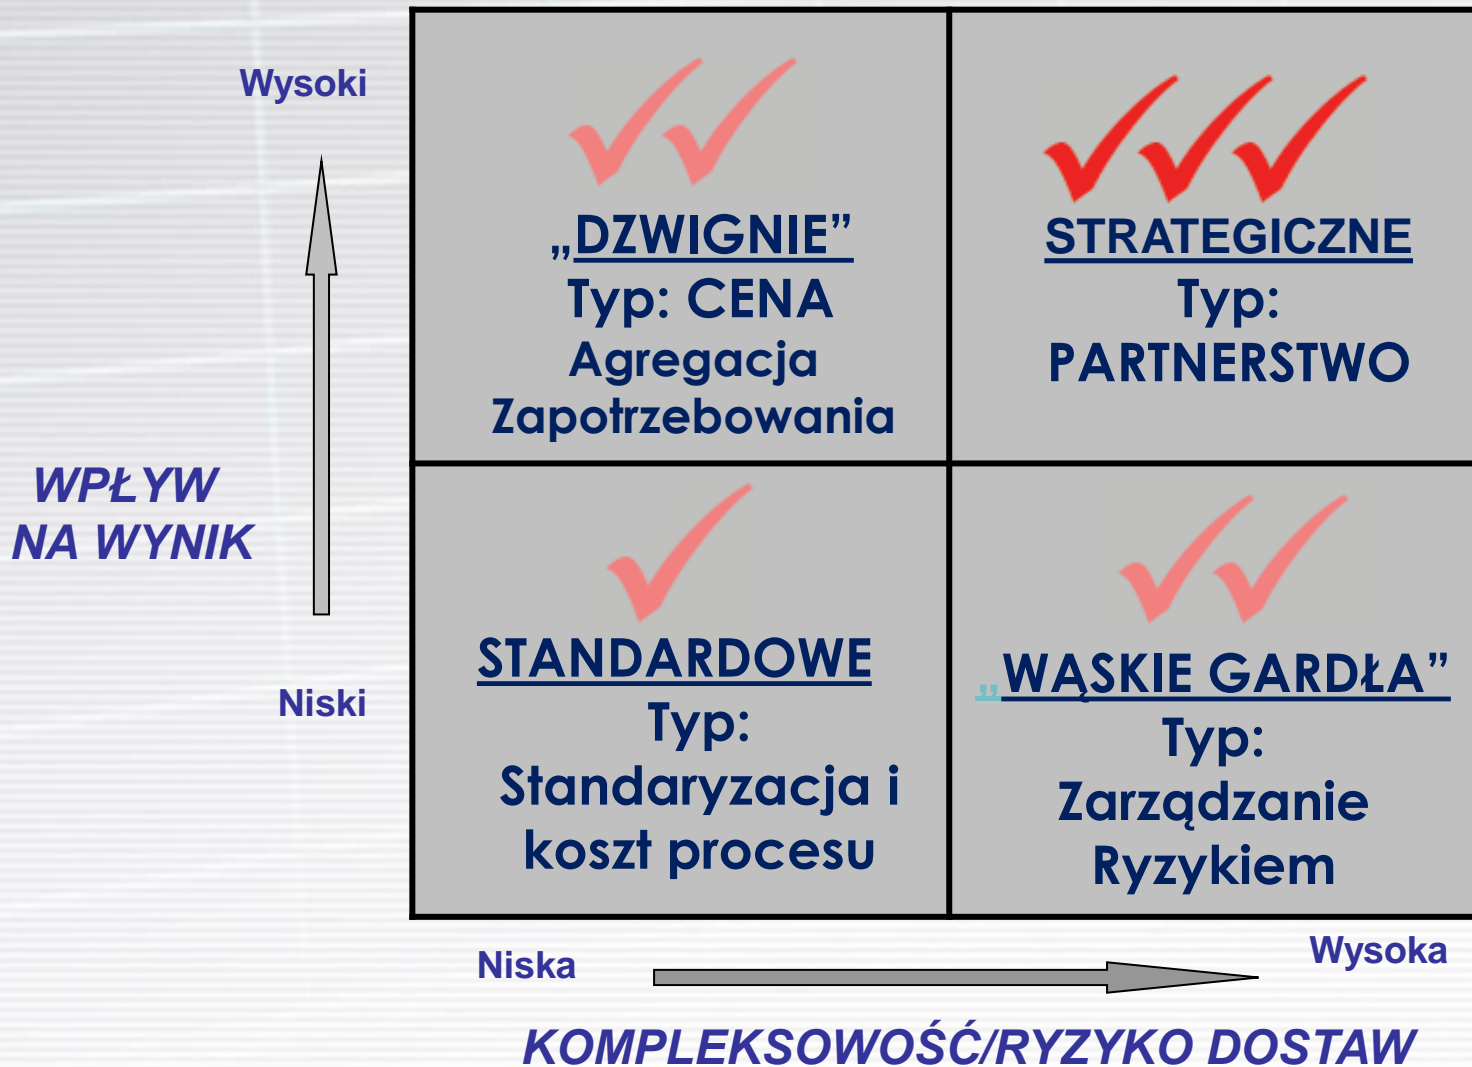 Wysoki
„DZWIGNIE”
Typ: CENA
Agregacja
Zapotrzebowania
STRATEGICZNE
Typ:
PARTNERSTWO
WPŁYW
NA WYNIK
Niski
STANDARDOWE
Typ:
Standaryzacja i
koszt procesu
„WĄSKIE GARDŁA”
Typ:
Zarządzanie
Ryzykiem
Niska
Wysoka
KOMPLEKSOWOŚĆ/RYZYKO DOSTAW